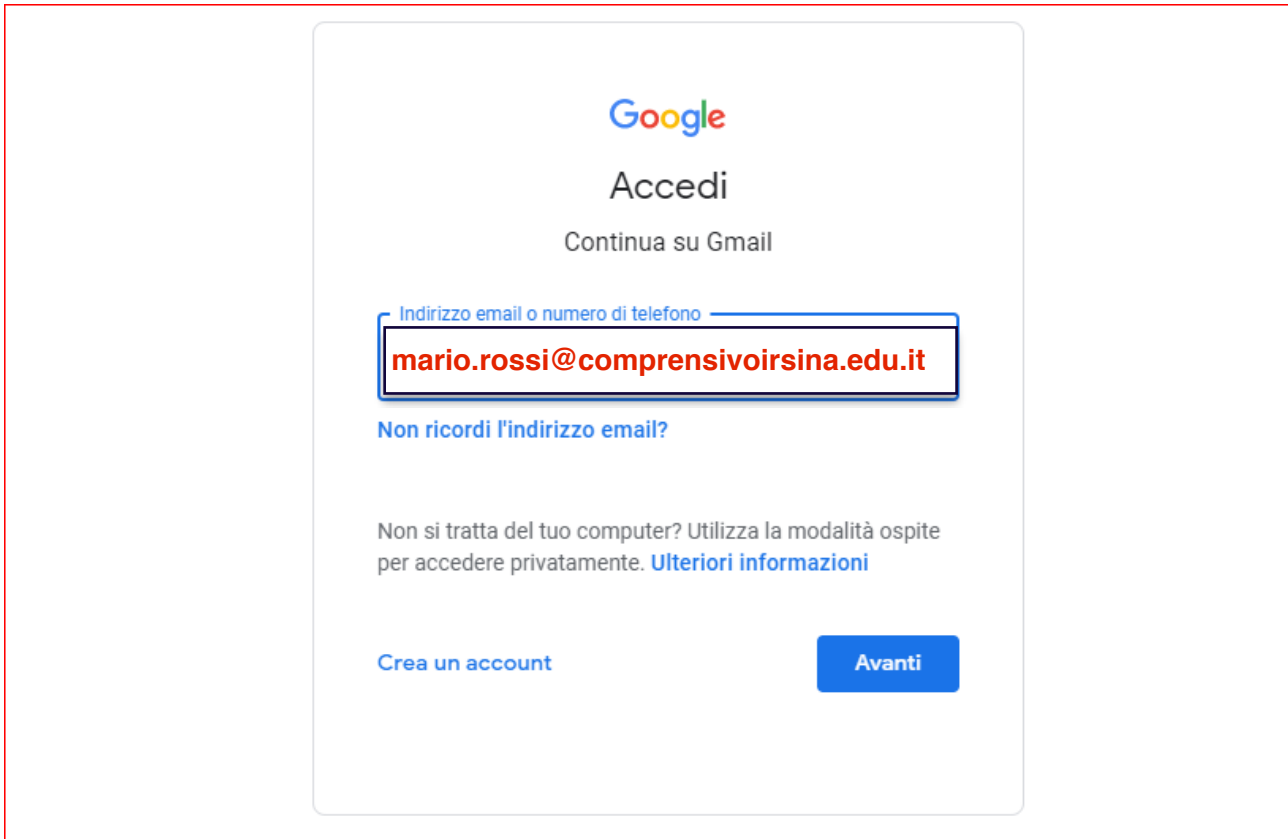 Google
Accedi
Continua su Gmail
Indirizzo email o numero di telefono
mario.rossi@comprensivoirsina.edu.it
Non ricordi l'indirizzo email?
Non si tratta del tuo computer? Utilizza la modalità ospite
per accedere privatamente. Ulteriori informazioni
Crea un account
Avanti